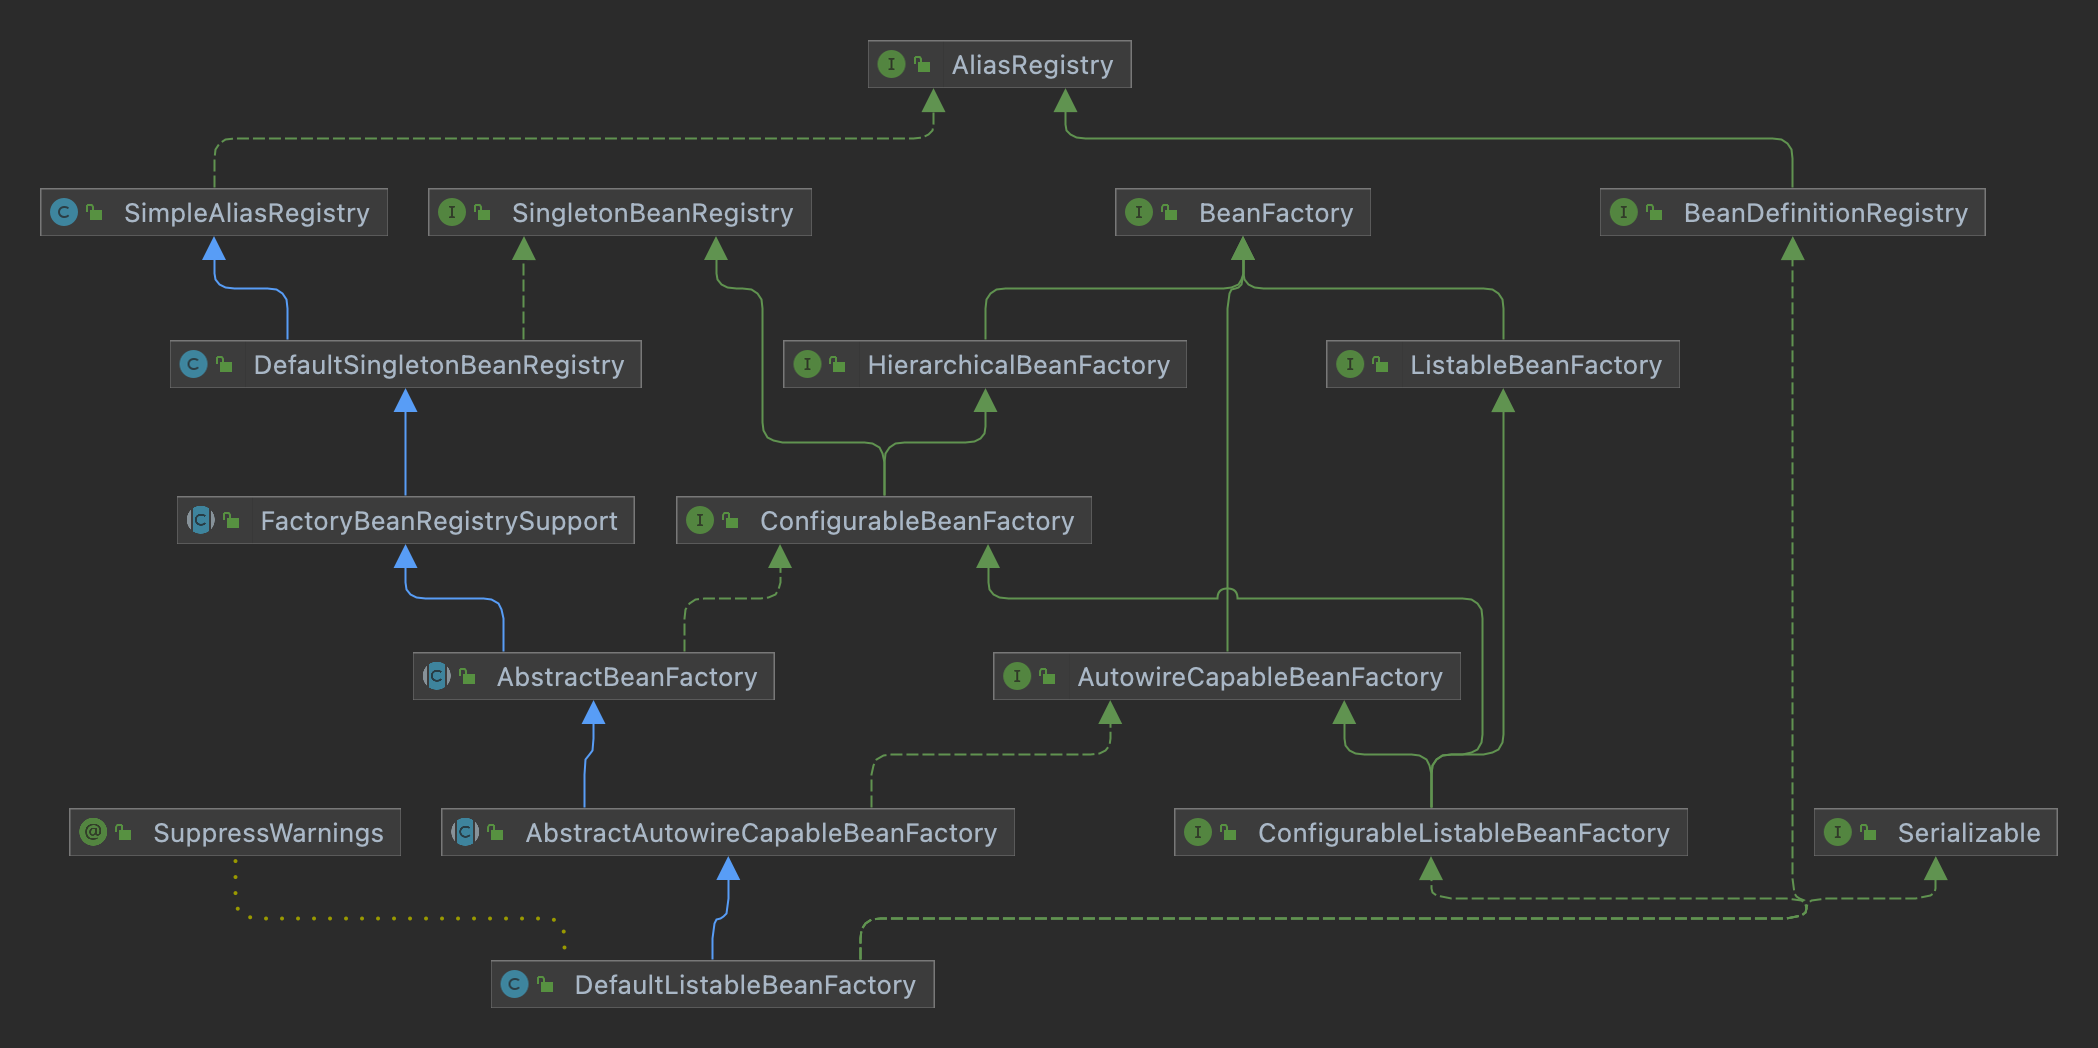 AliasRegistry
SimpleAliasRegistry
SingletonBeanRegistry
BeanFactory
BeanDefinitionRegistry
DefaultSingletonBeanRegistry
HierarchicalBeanFactory
ListableBeanFactory
FactoryBeanRegistrySupport
ConfigurableBeanFactory
AbstractBeanFactory
AutowireCapableBeanFactory
SuppressWarnings
AbstractAutowireCapableBeanFactory
ConfigurableListableBeanFactory
Serializable
DefaultListableBeanFactory